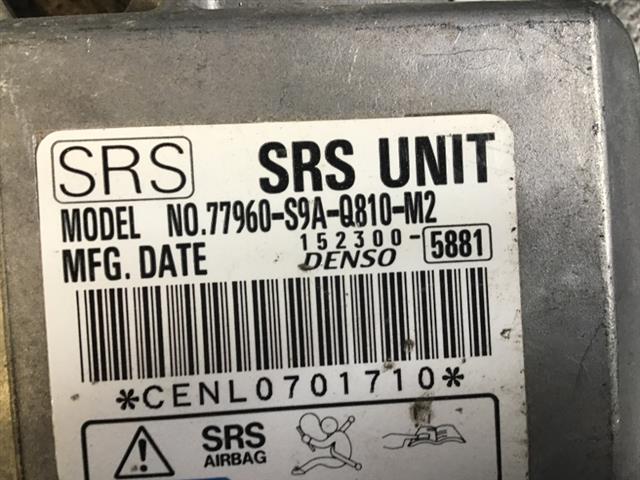 SRS SRS UNIT
MODEL NO.77960-S9A-Q810-M2
152300-5881
MFG. DATE DENSO
*CENL0701710*
SRS
AIRBAG